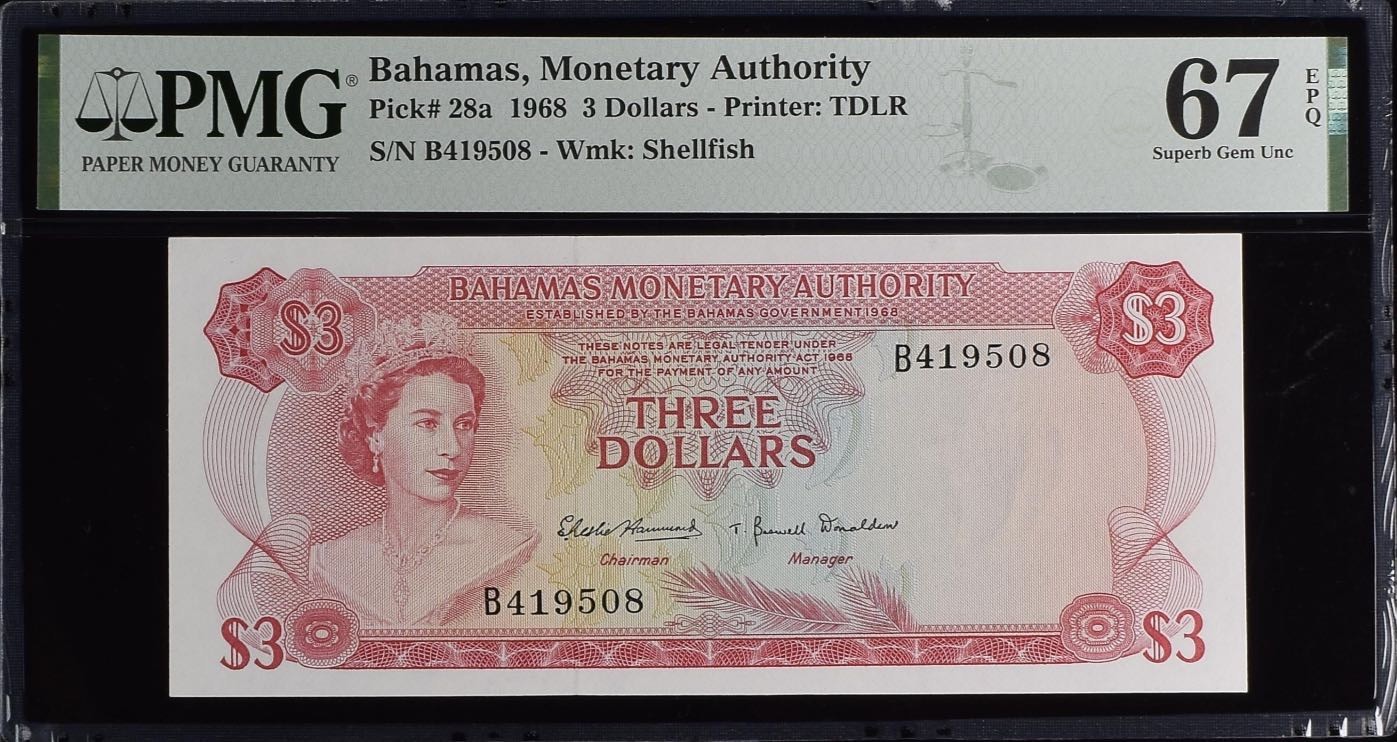 PMG®
PAPER MONEY GUARANTY
Bahamas, Monetary Authority
Pick# 28a 1968 3 Dollars - Printer: TDLR
S/N B419508 - Wmk: Shellfish
67
EPQ
Superb Gem Unc
$3
BAHAMAS MONETARY AUTHORITY
$3
ESTABLISHED BY THE BAHAMAS GOVERNMENT 1968
THESE NOTES ARE LEGAL TENDER UNDER
THE BAHAMAS MONETARY AUTHORITY ACT 1968
FOR THE PAYMENT OF ANY AMOUNT
B419508
THREE
DOLLARS
Chairman
Manager
B419508
$3
$3